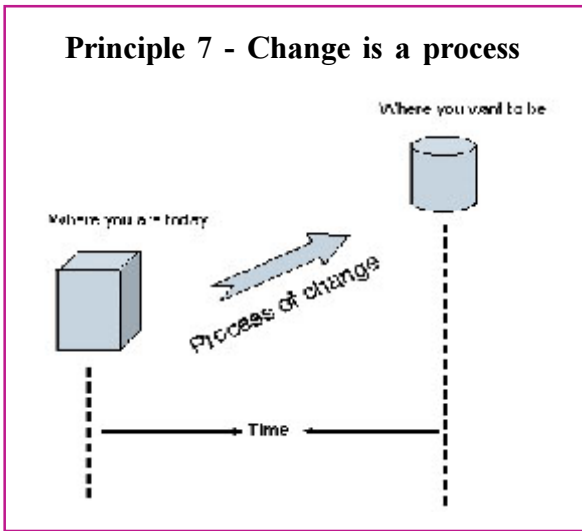 Principle 7 - Change is a process
Where you want to be
Where you are today
Process of change
Time